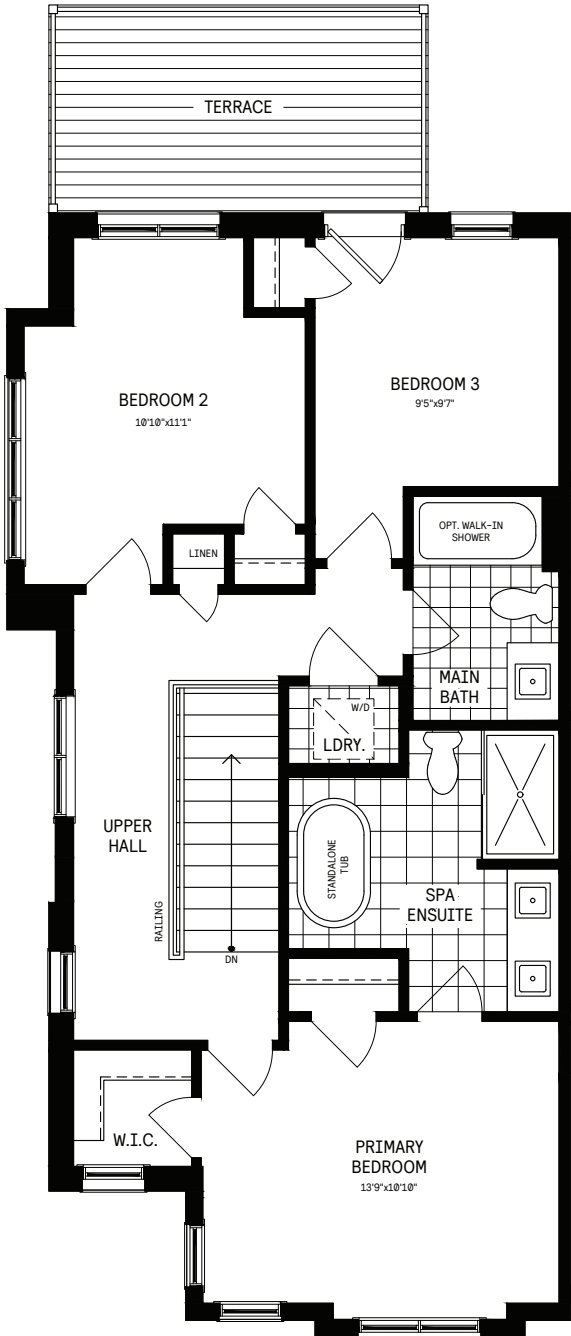 TERRACE
BEDROOM 2
10'10"x11'1"
BEDROOM 3
9'5"x9'7"
OPT. WALK-IN
SHOWER
LINEN
MAIN
BATH
W/D
LDRY.
UPPER
HALL
RAILING
DN
STANDALONE
TUB
SPA
ENSUITE
W.I.C.
PRIMARY
BEDROOM
13'9"x10'10"